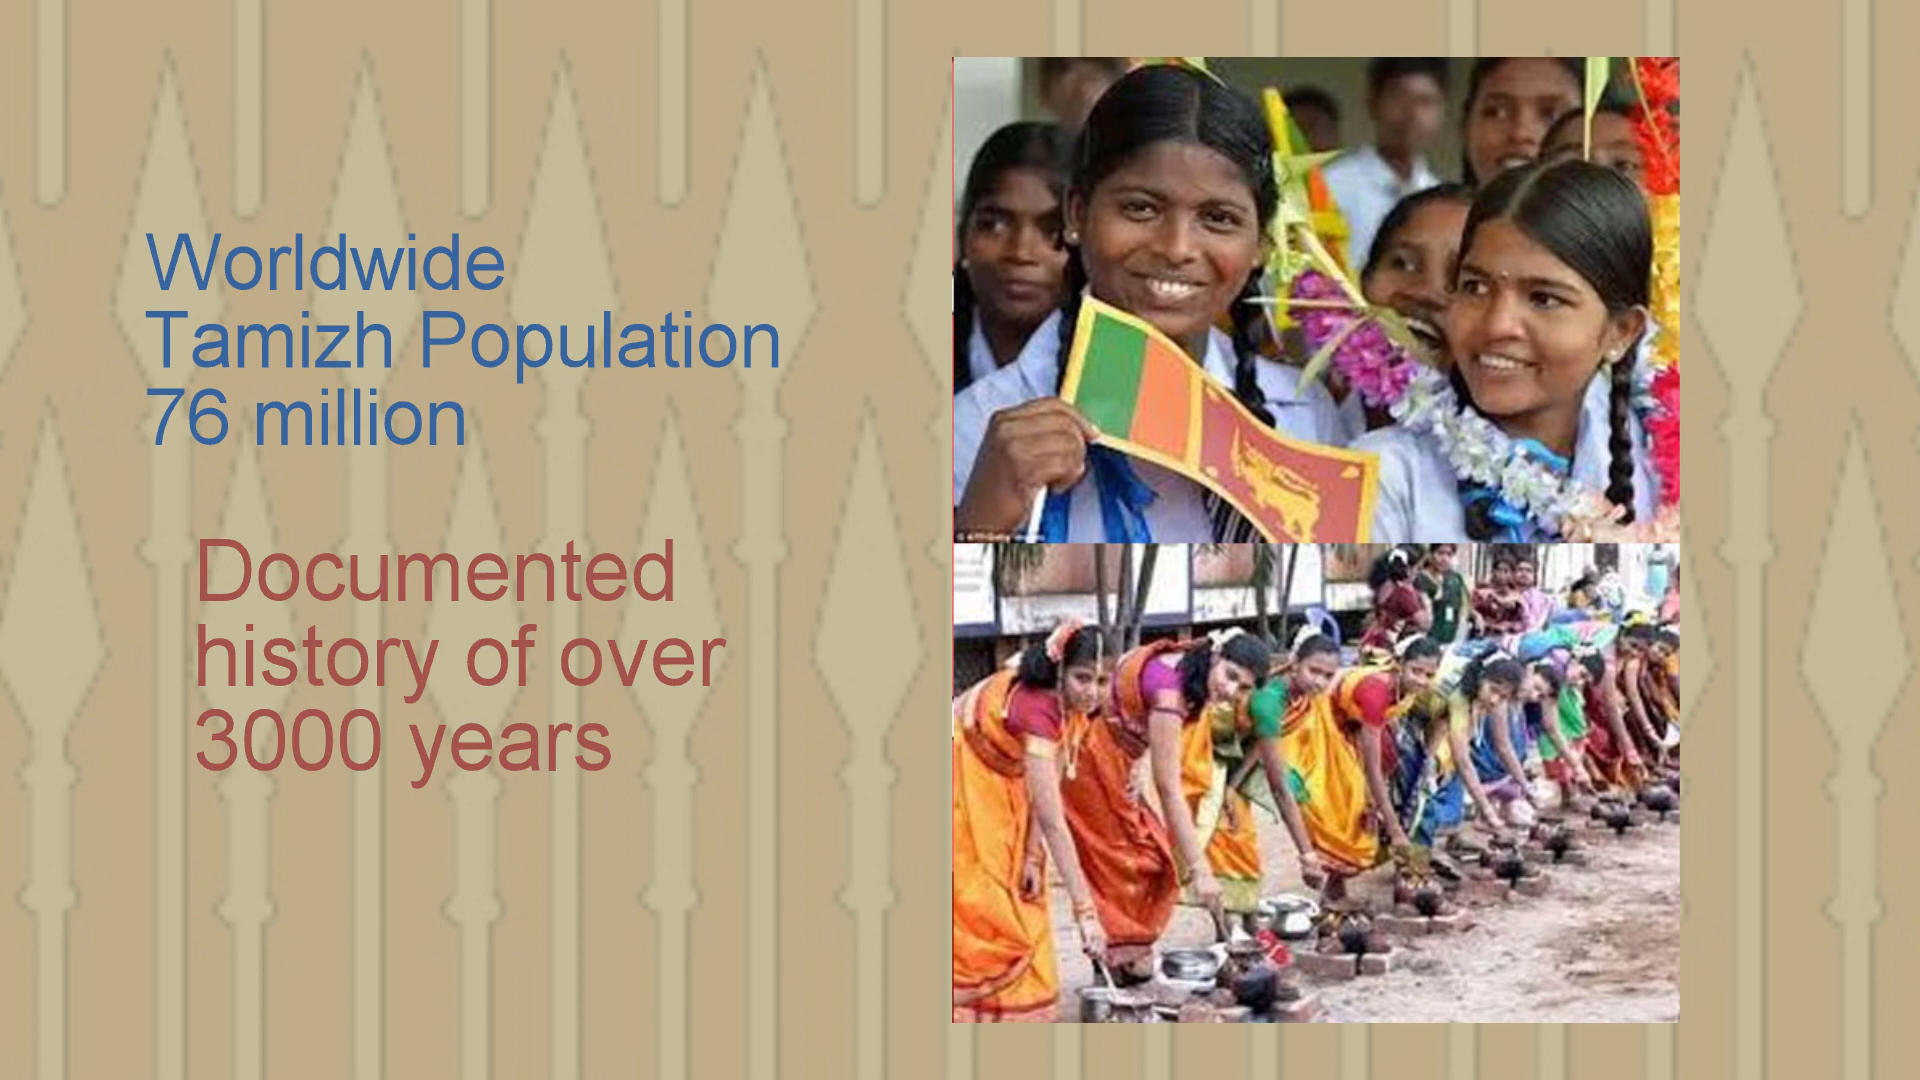 Worldwide
Tamizh Population
76 million
Documented
history of over
3000 years